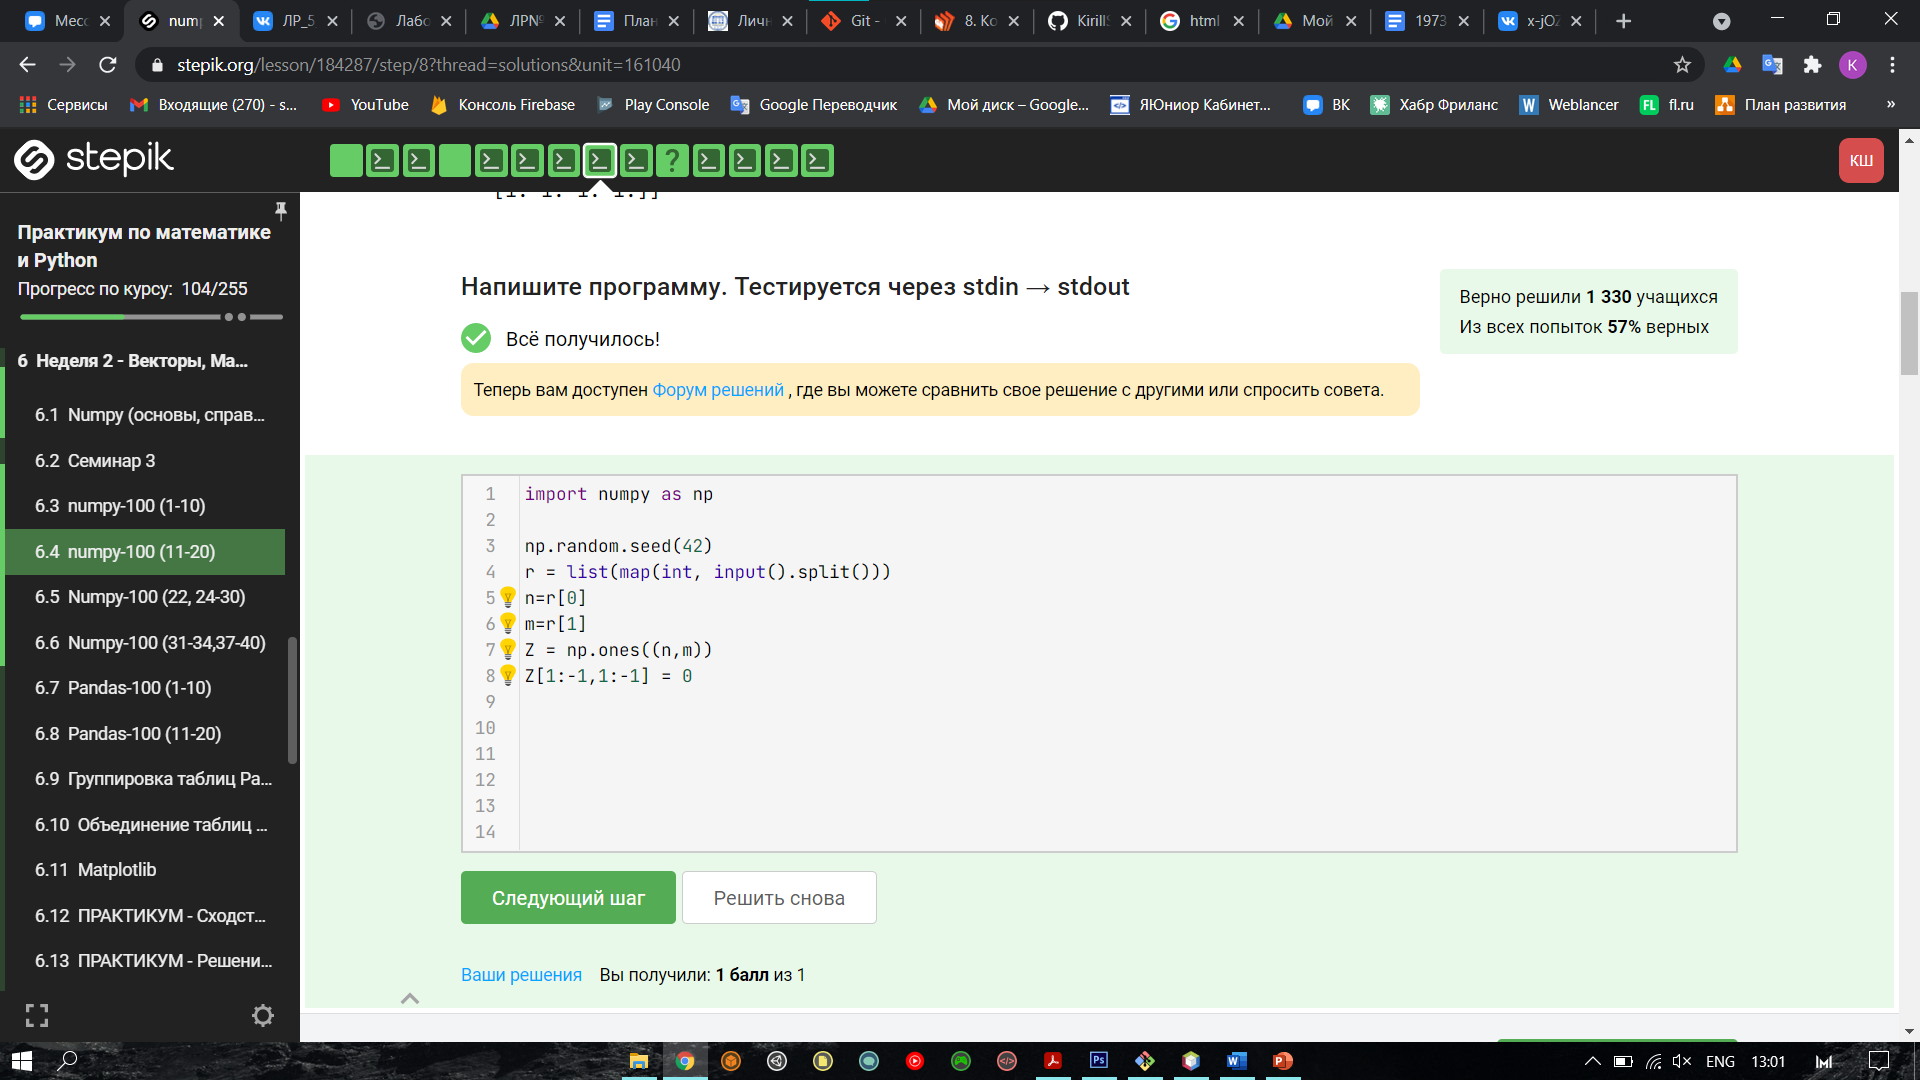 Месс
num
ЛР_5
Лабо
ЛР№
План
Личн
Git -
8. Ко
KirillS
html
Мой
1973
x-jOZ
stepik.org/lesson/184287/step/8?thread=solutions&unit=161040
K
Сервисы
Входящие (270) - s...
YouTube
Консоль Firebase
Play Console
Google Переводчик
Мой диск – Google...
ЯЮниор Кабинет...
ВК
Хабр Фриланс
Weblancer
fl.ru
План развития
»
stepik
КШ
[1. 1. 1. 1.]]
Практикум по математике
и Python
Прогресс по курсу: 104/255
6 Неделя 2 - Векторы, Ма...
6.1 Numpy (основы, справ...
6.2 Семинар 3
6.3 numpy-100 (1-10)
6.4 numpy-100 (11-20)
6.5 Numpy-100 (22, 24-30)
6.6 Numpy-100 (31-34,37-40)
6.7 Pandas-100 (1-10)
6.8 Pandas-100 (11-20)
6.9 Группировка таблиц Pa...
6.10 Объединение таблиц ...
6.11 Matplotlib
6.12 ПРАКТИКУМ - Сходст...
6.13 ПРАКТИКУМ - Решени...
Напишите программу. Тестируется через stdin → stdout
Всё получилось!
Верно решили 1 330 учащихся
Из всех попыток 57% верных
Теперь вам доступен Форум решений , где вы можете сравнить свое решение с другими или спросить совета.
1 import numpy as np
2
3 np.random.seed(42)
4 r = list(map(int, input().split()))
5 n=r[0]
6 m=r[1]
7 Z = np.ones((n,m))
8 Z[1:-1,1:-1] = 0
9
10
11
12
13
14
Следующий шаг
Решить снова
Ваши решения Вы получили: 1 балл из 1
ENG
13:01